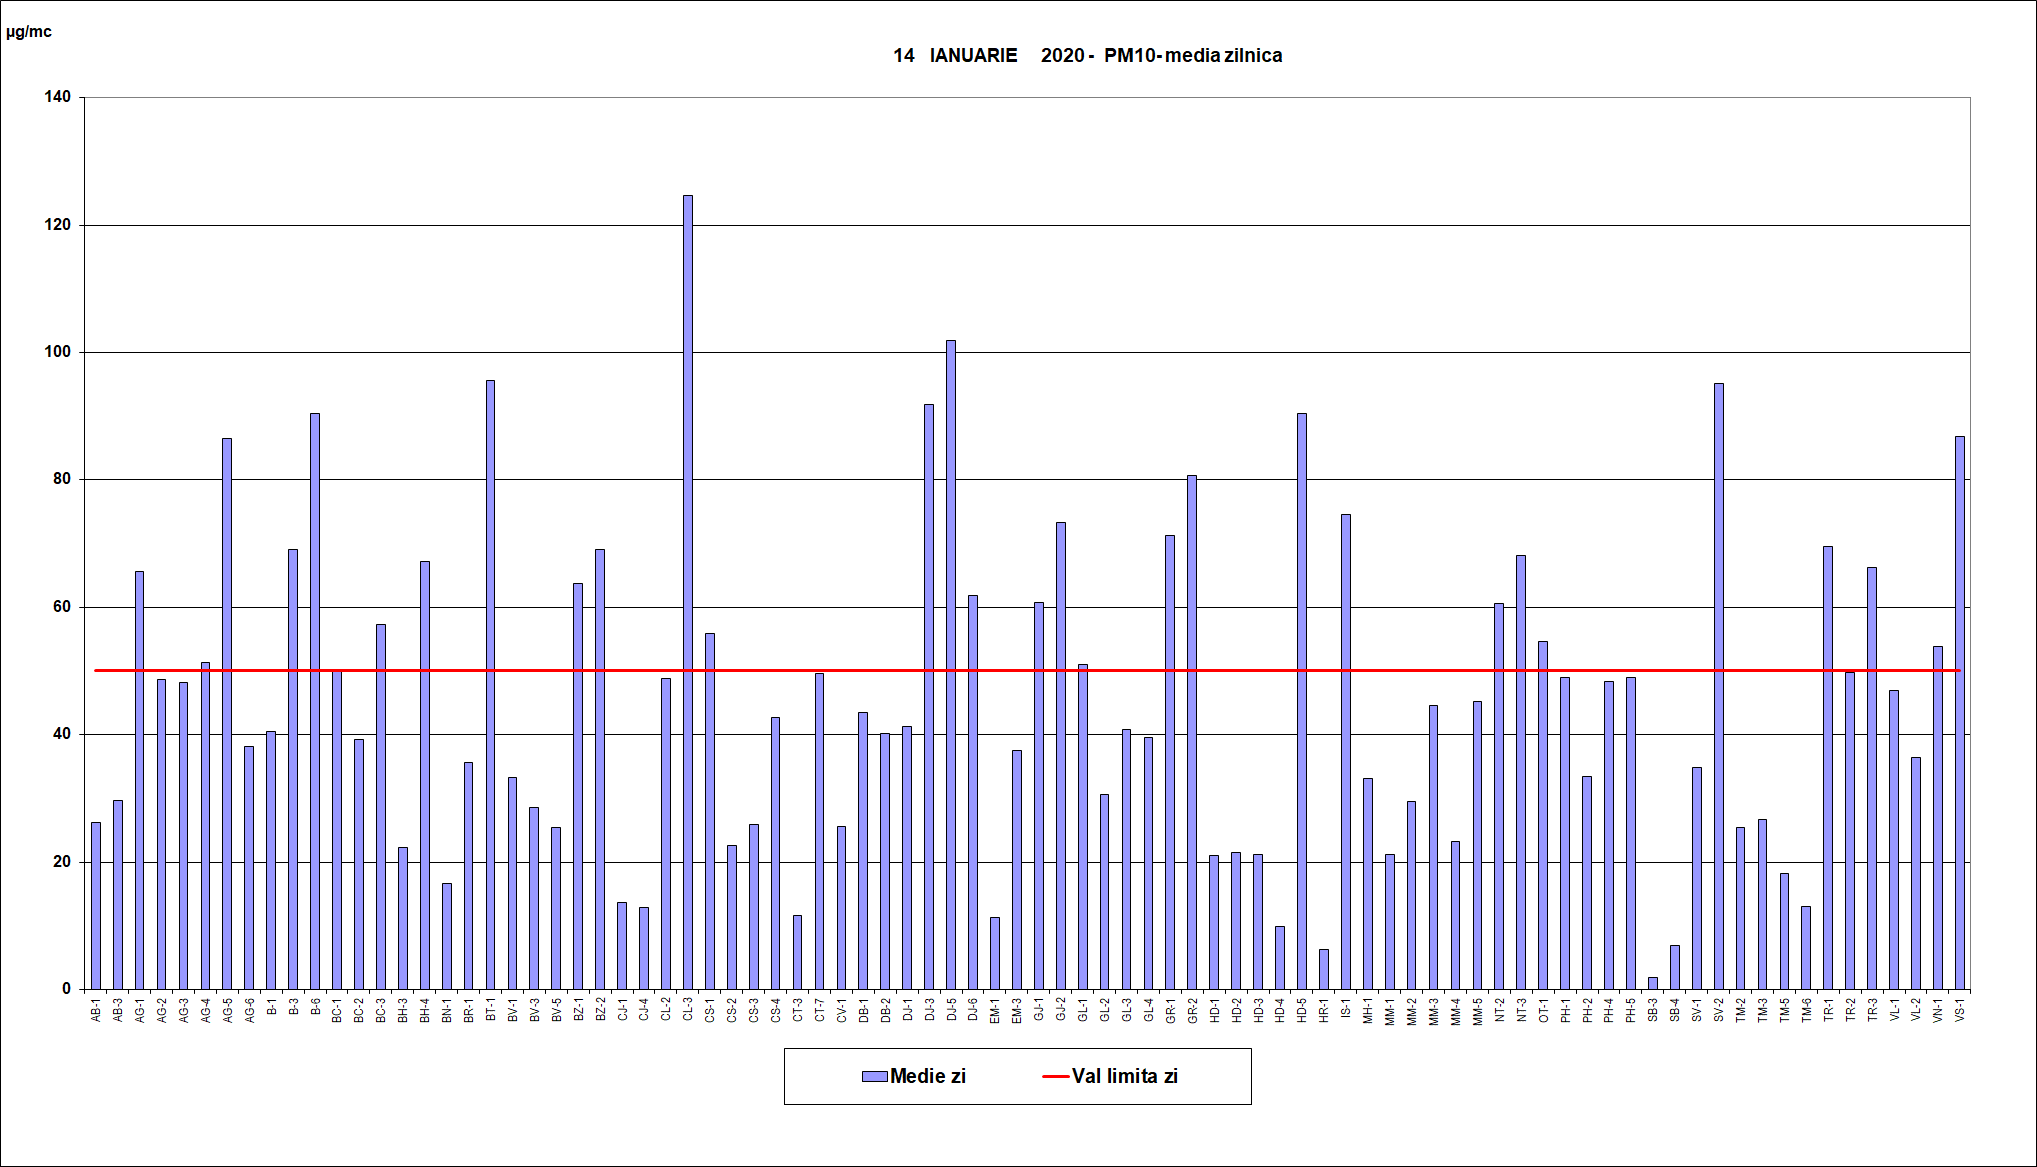 µg/mc
14 IANUARIE 2020 - PM10- media zilnica
140
120
100
80
60
40
20
0
AB-1 AB-3 AG-1 AG-2 AG-3 AG-4 AG-5 AG-6 B-1 B-3 B-6 BC-1 BC-2 BC-3 BH-3 BH-4 BN-1 BR-1 BT-1 BV-1 BV-3 BV-5 BZ-1 BZ-2 CJ-1 CJ-4 CL-2 CL-3 CS-1 CS-2 CS-3 CS-4 CT-3 CT-7 CV-1 DB-1 DB-2 DJ-1 DJ-3 DJ-5 DJ-6 EM-1 EM-3 GJ-1 GJ-2 GL-1 GL-2 GL-3 GL-4 GR-1 GR-2 HD-1 HD-2 HD-3 HD-4 HD-5 HR-1 IS-1 MH-1 MM-1 MM-2 MM-3 MM-4 MM-5 NT-2 NT-3 OT-1 PH-1 PH-2 PH-4 PH-5 SB-3 SB-4 SV-1 SV-2 TM-2 TM-3 TM-5 TM-6 TR-1 TR-2 TR-3 VL-1 VL-2 VN-1 VS-1
Medie zi Val limita zi